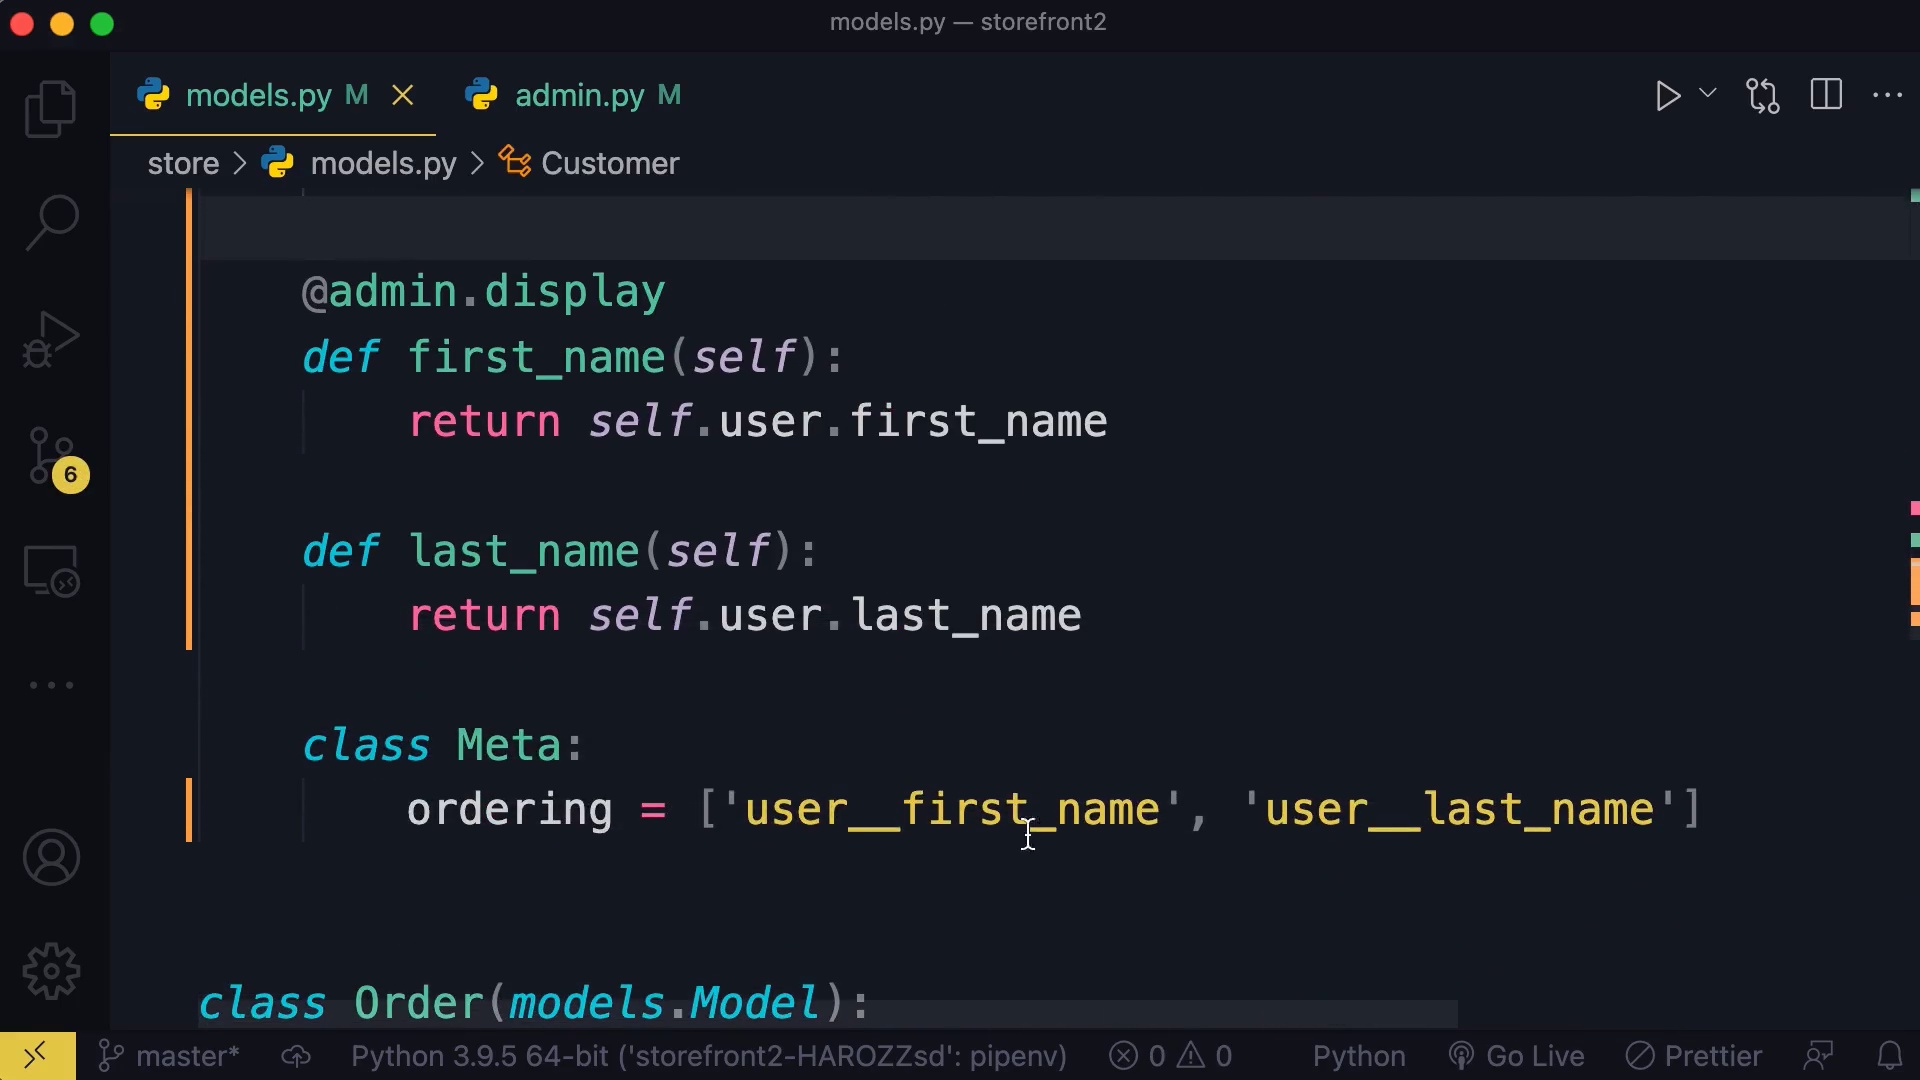 models.py — storefront2
models.py M admin.py M
store > models.py > Customer
@admin.display
def first_name(self):
return self.user.first_name
def last_name(self):
return self.user.last_name
class Meta:
ordering = ['user__first_name', 'user__last_name']
class Order(models.Model):
6
master* Python 3.9.5 64-bit ('storefront2-HAROZZsd': pipenv) 0 0 Python Go Live Prettier